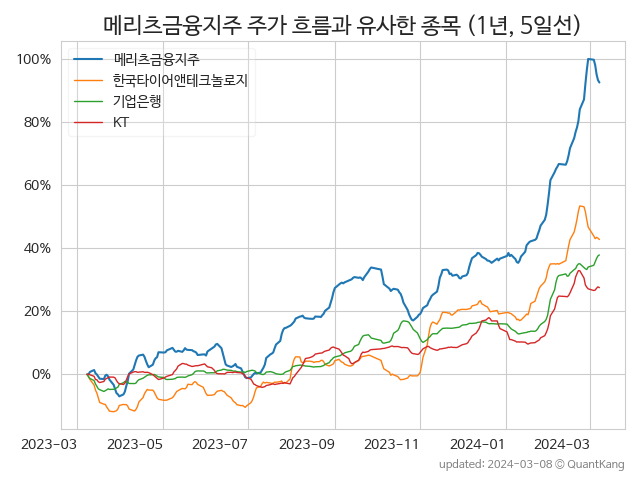 메리츠금융지주 주가 흐름과 유사한 종목 (1년, 5일선)
메리츠금융지주
한국타이어앤테크놀로지
기업은행
KT
100%
80%
60%
40%
20%
0%
2023-03 2023-05 2023-07 2023-09 2023-11 2024-01 2024-03
updated: 2024-03-08 © QuantKang